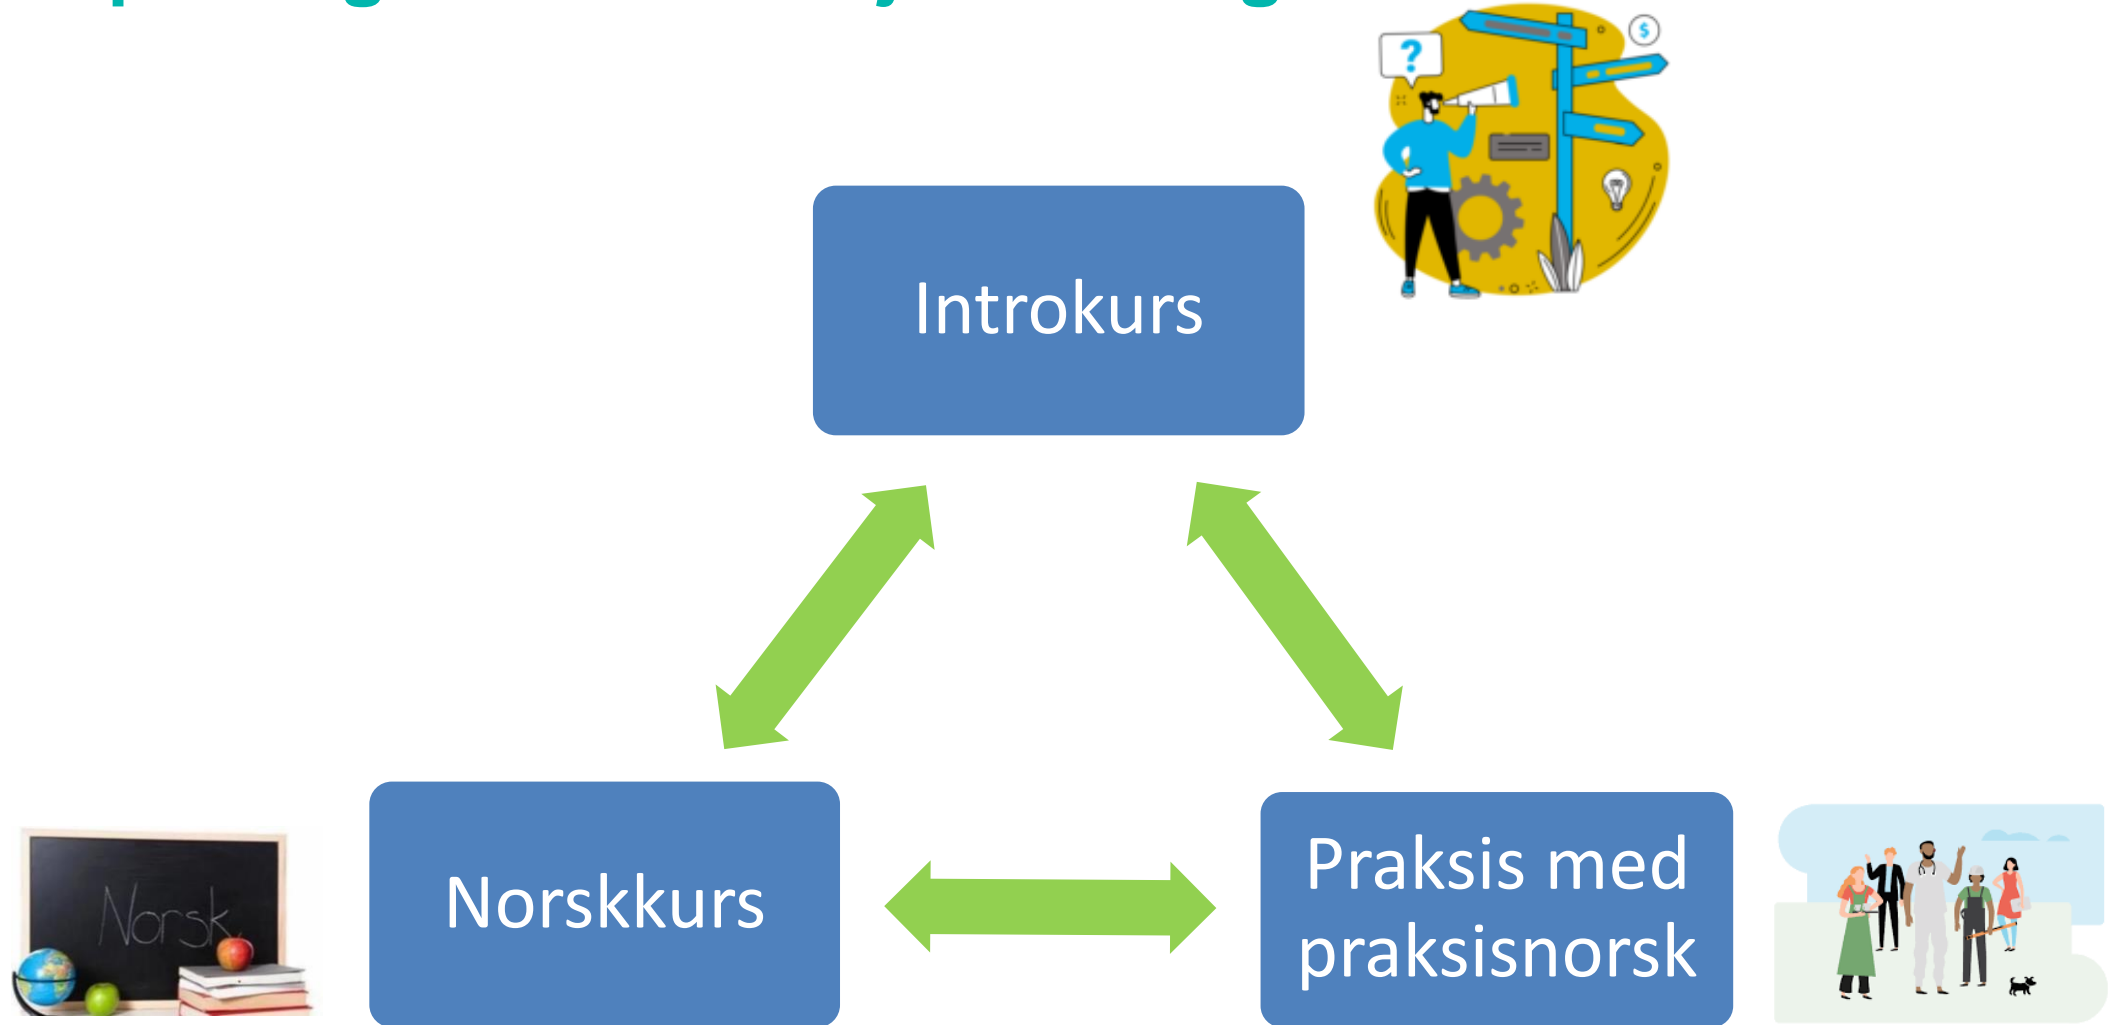 ?
$
Introkurs
Norsk
Norskkurs
Praksis med
praksisnorsk